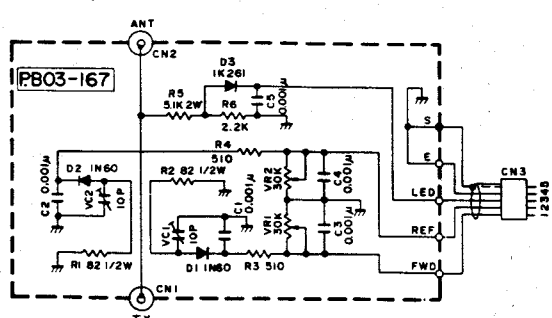 ANT
CN2
PB03-167
D3
1K261
R5
5.1K 2W
R6
2.2K
C5
0.001μ
S
E
CN3
LED
12345
REF
FWD
R4
510
D2 1N60
C2 0.001μ
VC2
10P
R1 82 1/2W
R2 82 1/2W
VC1
10P
C1
0.001μ
D1 1N60
R3 510
VR2
30K
VR1
30K
C4
0.001μ
C3
0.001μ
CN1